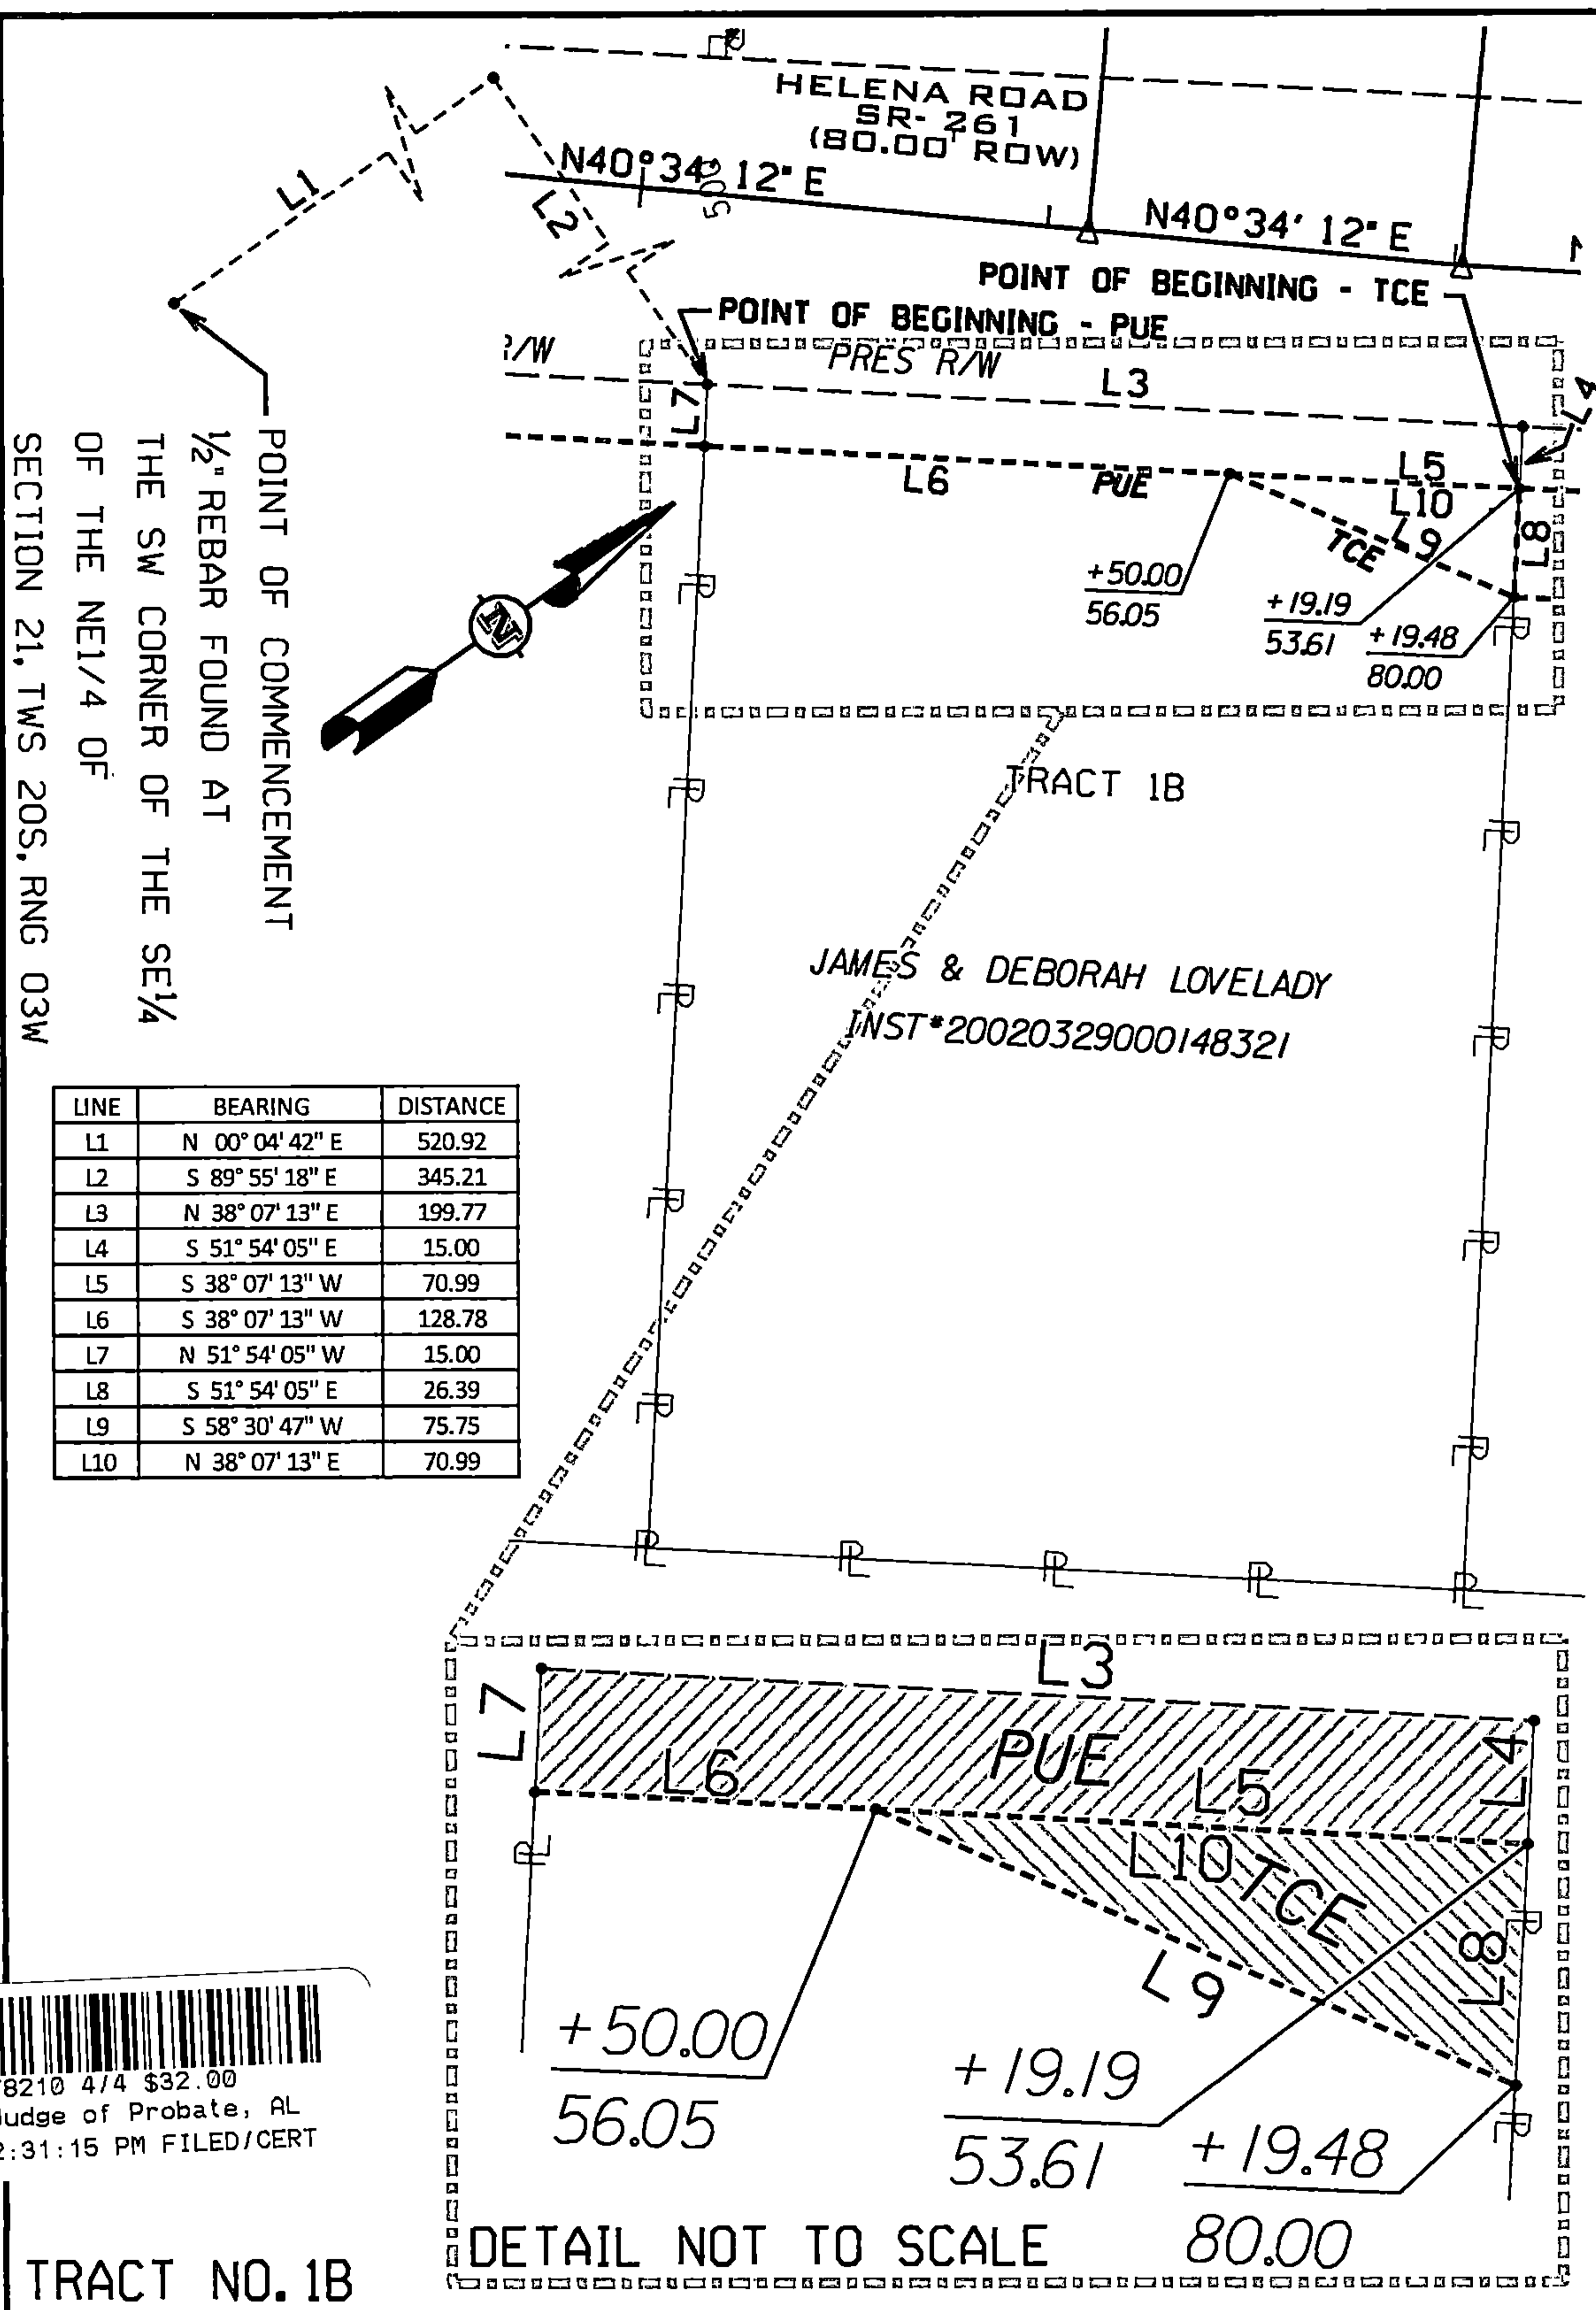 HELENA ROAD
SR-261
(80.00' ROW)
N40°34' 12" E
N40°34' 12" E
L1
L2
505
POINT OF BEGINNING - TCE
POINT OF BEGINNING - PUE
R/W
PRES R/W
L3
L4
L7
L6
PUE
L5
L10
L9
TCE
L8
+50.00
56.05
+19.19
53.61
+19.48
80.00
N
POINT OF COMMENCEMENT
1/2" REBAR FOUND AT
THE SW CORNER OF THE SE1/4
OF THE NE1/4 OF
SECTION 21, TWS 20S, RNG 03W
TRACT 1B
JAMES & DEBORAH LOVELADY
INST#20020329000148321
LINE BEARING DISTANCE
L1 N 00° 04' 42" E 520.92
L2 S 89° 55' 18" E 345.21
L3 N 38° 07' 13" E 199.77
L4 S 51° 54' 05" E 15.00
L5 S 38° 07' 13" W 70.99
L6 S 38° 07' 13" W 128.78
L7 N 51° 54' 05" W 15.00
L8 S 51° 54' 05" E 26.39
L9 S 58° 30' 47" W 75.75
L10 N 38° 07' 13" E 70.99
L3
L7
L6
PUE
L5
L4
L10
TCE
L8
L9
+50.00
56.05
+19.19
53.61
+19.48
80.00
DETAIL NOT TO SCALE
8210 4/4 $32.00
Judge of Probate, AL
2:31:15 PM FILED/CERT
TRACT NO. 1B